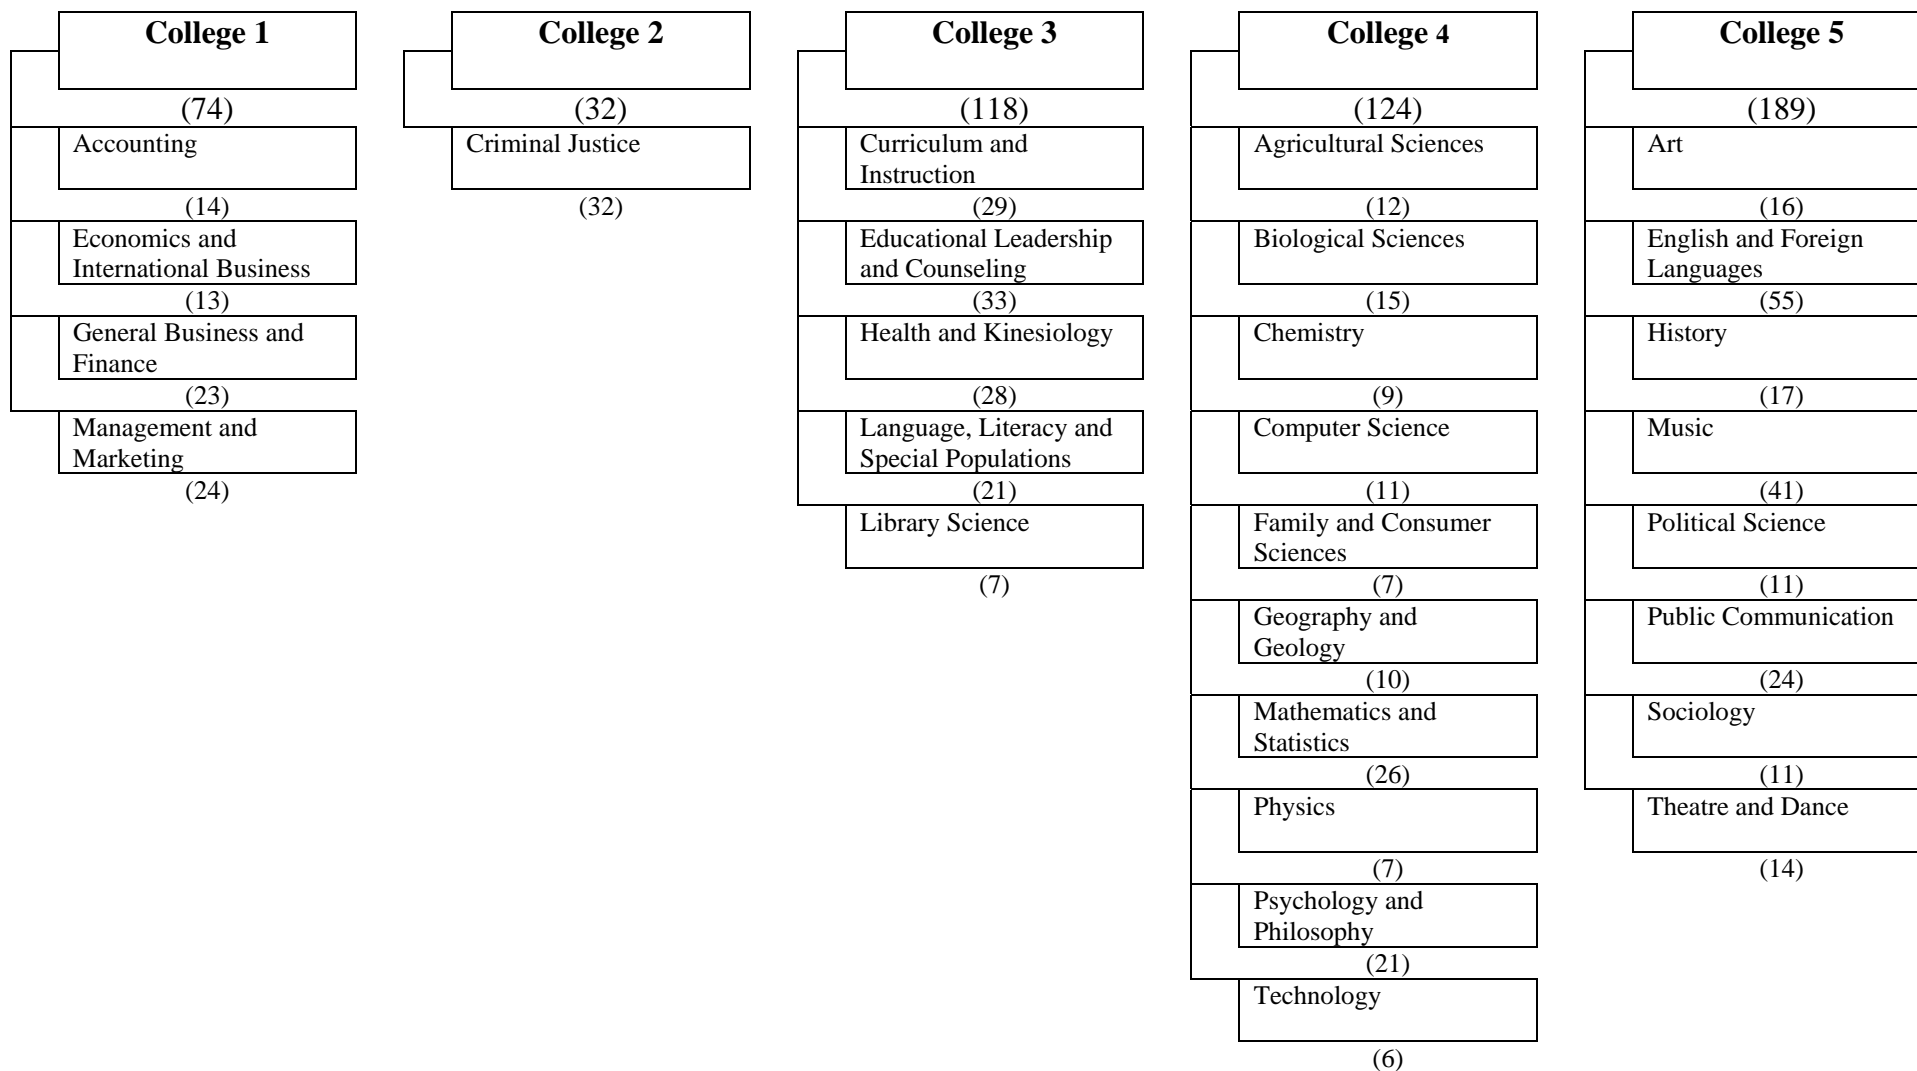 College 1
(74)
Accounting
(14)
Economics and
International Business
(13)
General Business and
Finance
(23)
Management and
Marketing
(24)
College 2
(32)
Criminal Justice
(32)
College 3
(118)
Curriculum and
Instruction
(29)
Educational Leadership
and Counseling
(33)
Health and Kinesiology
(28)
Language, Literacy and
Special Populations
(21)
Library Science
(7)
College 4
(124)
Agricultural Sciences
(12)
Biological Sciences
(15)
Chemistry
(9)
Computer Science
(11)
Family and Consumer
Sciences
(7)
Geography and
Geology
(10)
Mathematics and
Statistics
(26)
Physics
(7)
Psychology and
Philosophy
(21)
Technology
(6)
College 5
(189)
Art
(16)
English and Foreign
Languages
(55)
History
(17)
Music
(41)
Political Science
(11)
Public Communication
(24)
Sociology
(11)
Theatre and Dance
(14)